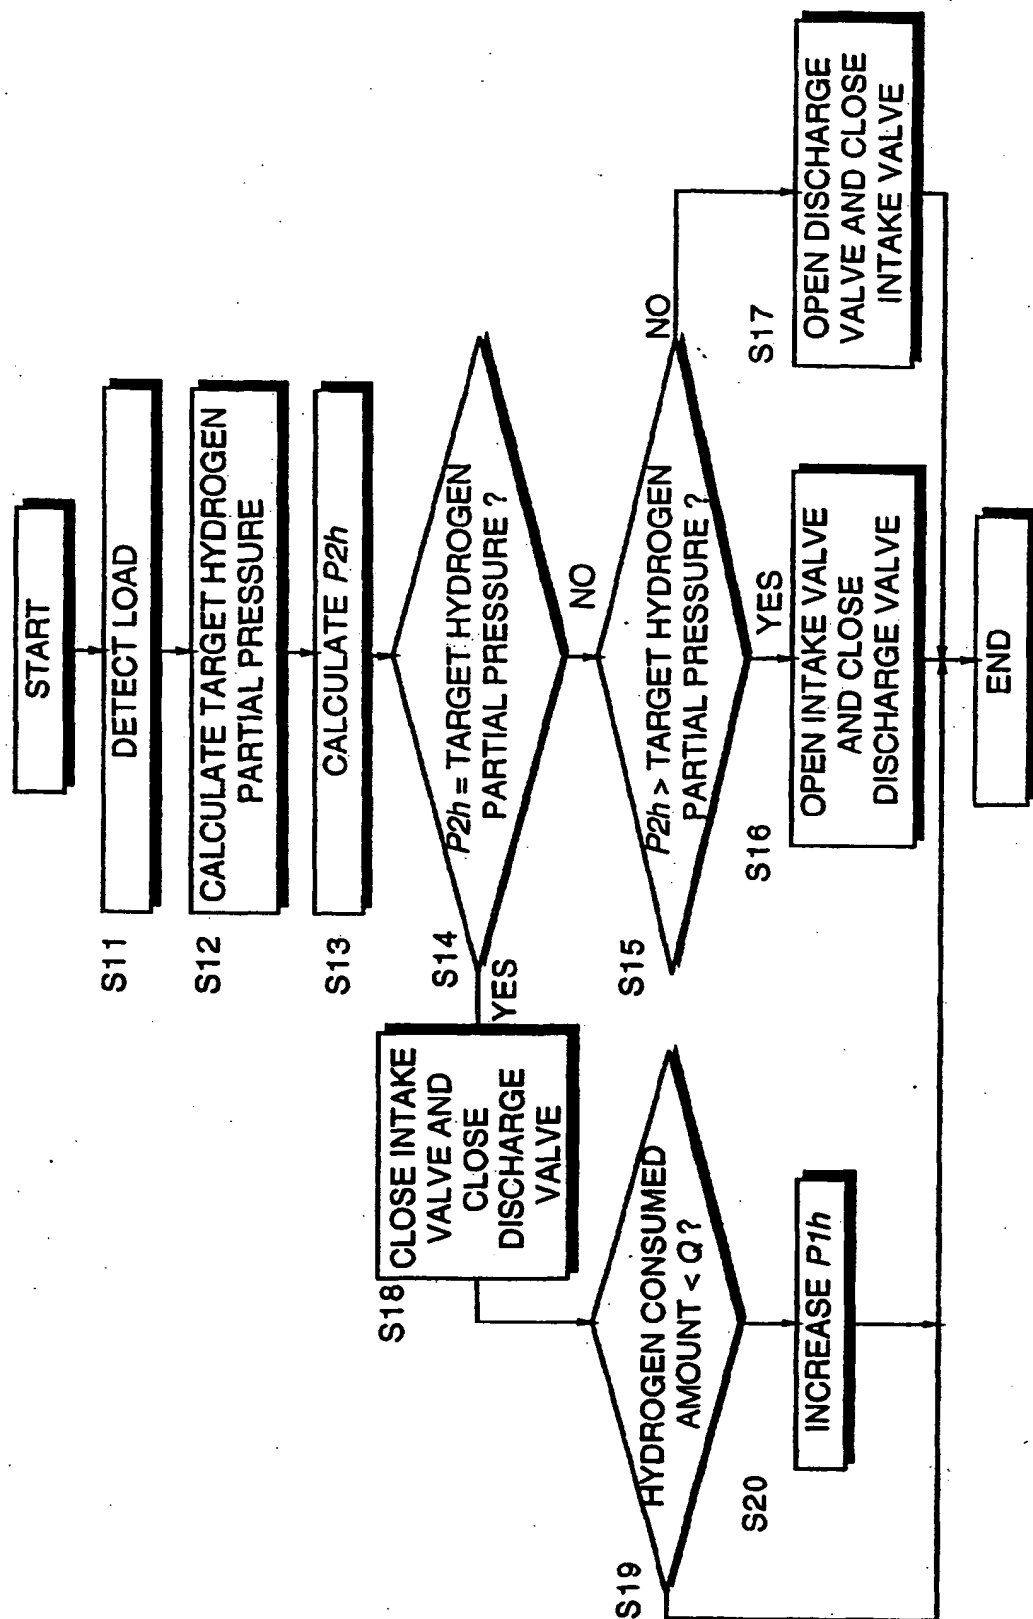 START
S11
DETECT LOAD
S12
CALCULATE TARGET HYDROGEN
PARTIAL PRESSURE
S13
CALCULATE P2h
S14
P2h = TARGET HYDROGEN
PARTIAL PRESSURE ?
YES
NO
S18
CLOSE INTAKE
VALVE AND
CLOSE
DISCHARGE
VALVE
S15
P2h > TARGET HYDROGEN
PARTIAL PRESSURE ?
NO
YES
S19
HYDROGEN CONSUMED
AMOUNT < Q ?
S20
INCREASE P1h
S16
OPEN INTAKE VALVE
AND CLOSE
DISCHARGE VALVE
S17
OPEN DISCHARGE
VALVE AND CLOSE
INTAKE VALVE
END